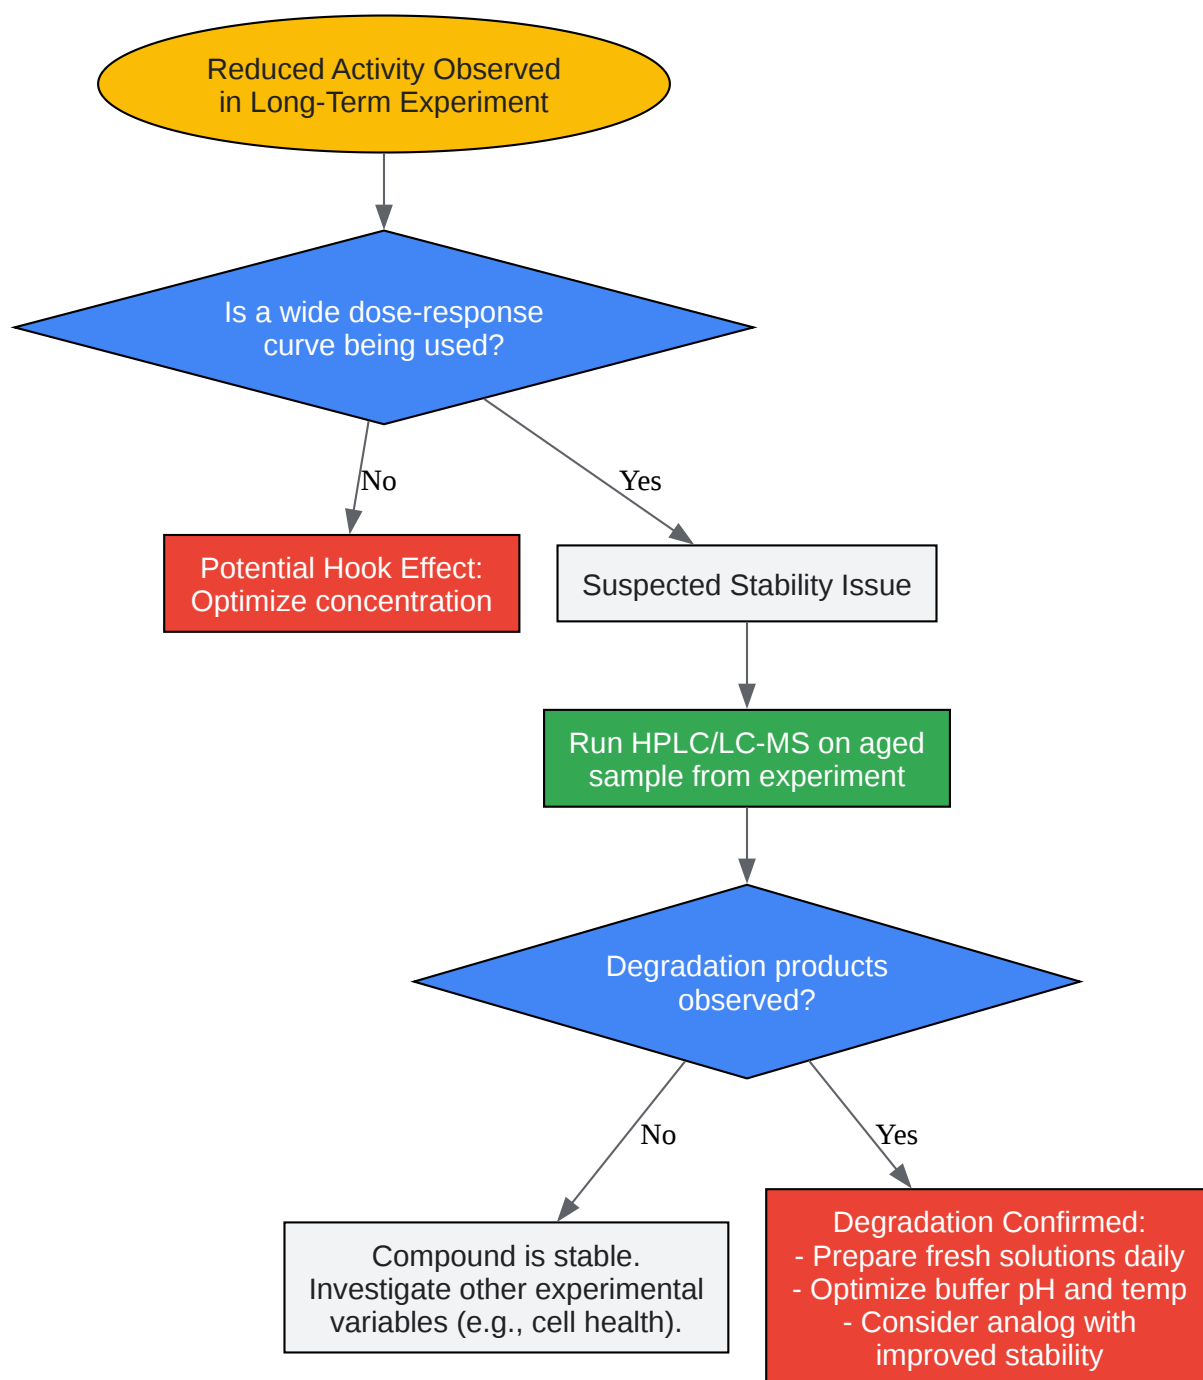 Reduced Activity Observed
in Long-Term Experiment
Is a wide dose-response
curve being used?
No
Yes
Potential Hook Effect:
Optimize concentration
Suspected Stability Issue
Run HPLC/LC-MS on aged
sample from experiment
Degradation products
observed?
No
Yes
Compound is stable.
Investigate other experimental
variables (e.g., cell health).
Degradation Confirmed:
- Prepare fresh solutions daily
- Optimize buffer pH and temp
- Consider analog with
improved stability